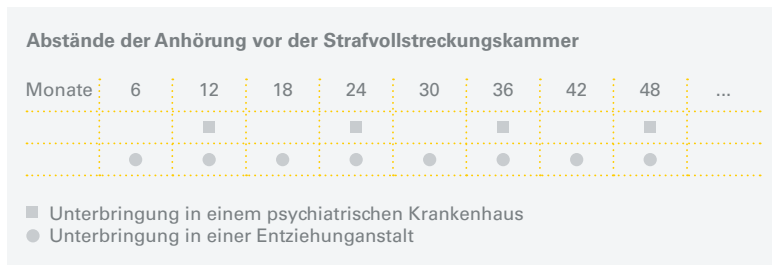 Abstände der Anhörung vor der Strafvollstreckungskammer
Monate 6 12 18 24 30 36 42 48 ...
Unterbringung in einem psychiatrischen Krankenhaus
Unterbringung in einer Entziehunganstalt